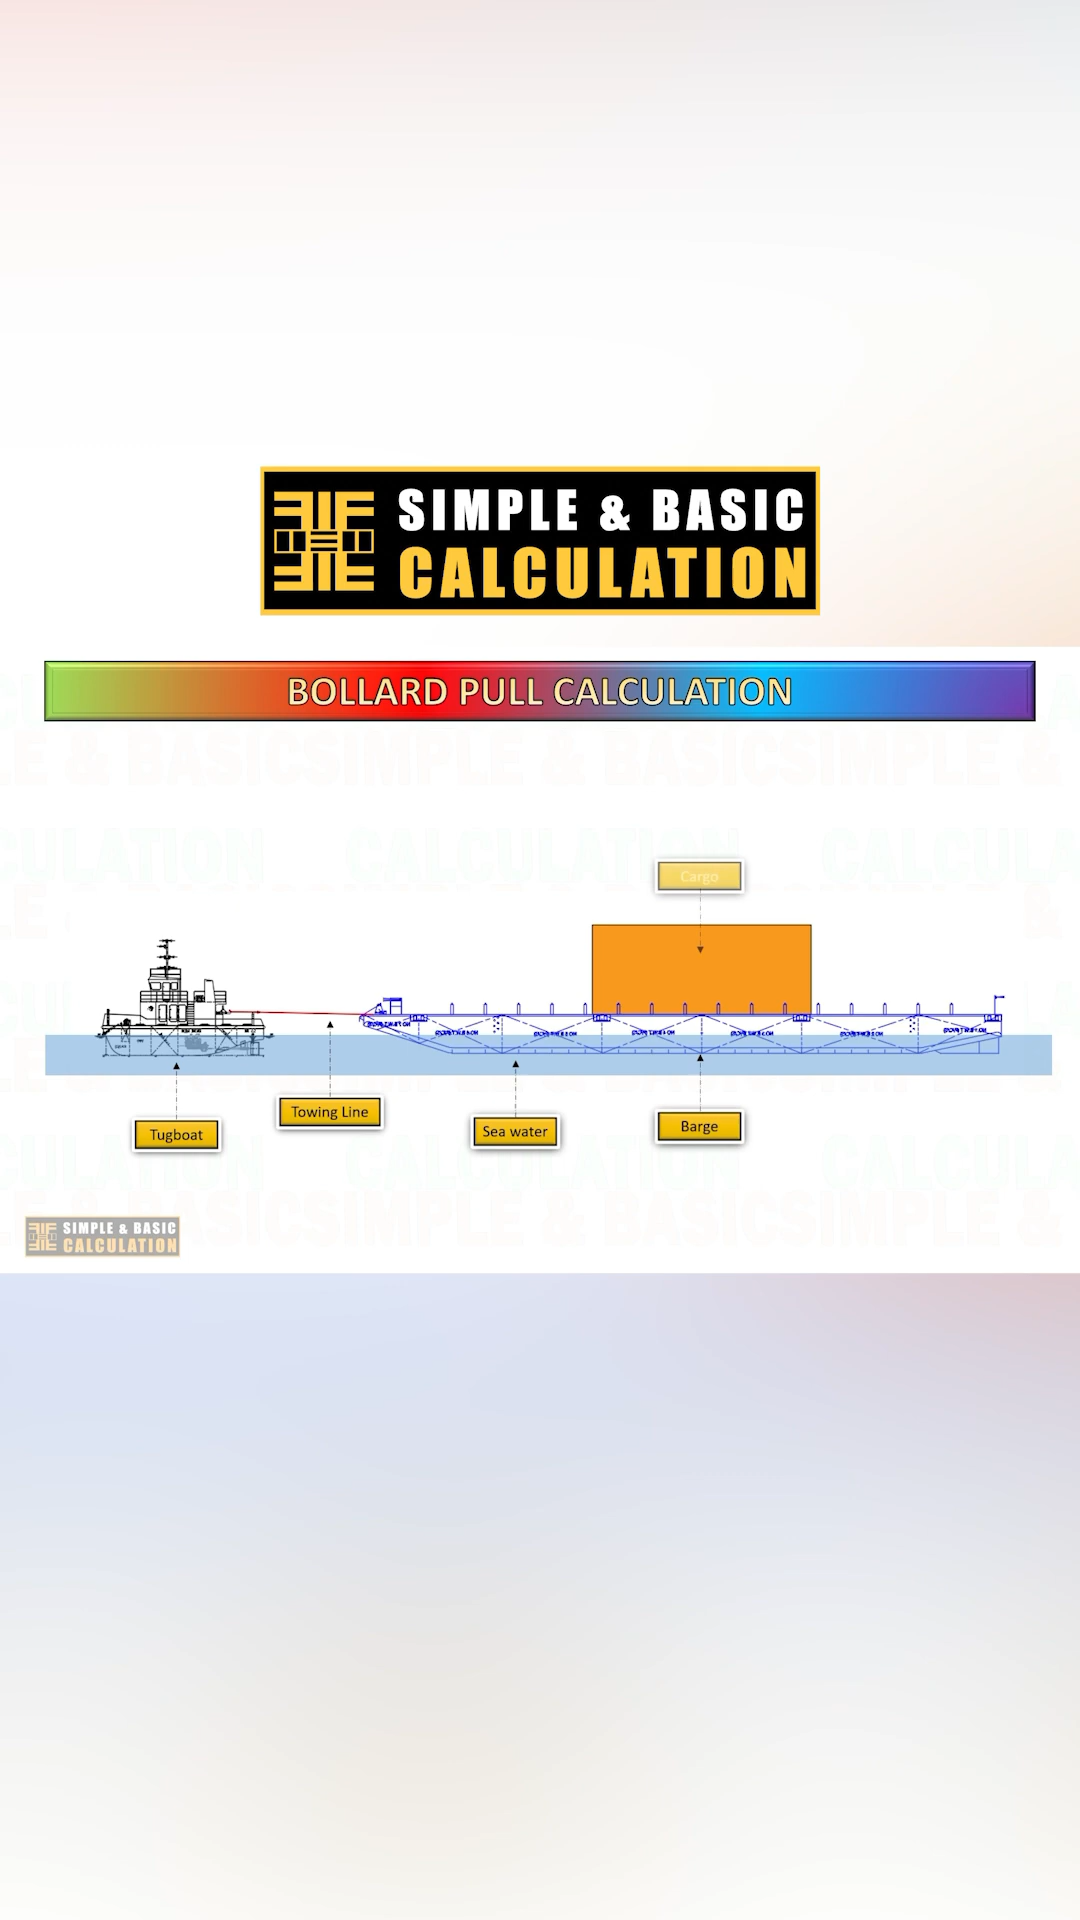 SIMPLE & BASIC
CALCULATION
BOLLARD PULL CALCULATION
Cargo
Towing Line
Tugboat
Sea water
Barge
SIMPLE & BASIC
CALCULATION